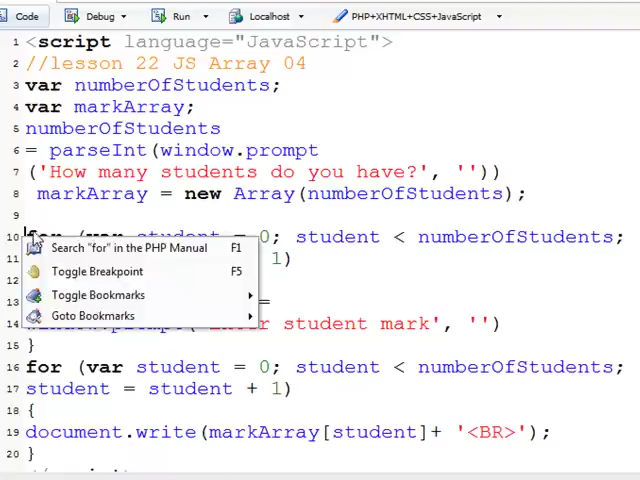 Code Debug Run Localhost PHP+XHTML+CSS+JavaScript
1 <script language="JavaScript">
2 //lesson 22 JS Array 04
3 var numberOfStudents;
4 var markArray;
5 numberOfStudents
6 = parseInt(window.prompt
7 ('How many students do you have?', ''))
8 markArray = new Array(numberOfStudents);
9
10 for (var student = 0; student < numberOfStudents;
Search "for" in the PHP Manual F1
11 1)
Toggle Breakpoint F5
12
Toggle Bookmarks
=
Goto Bookmarks
14 student mark', '')
15 }
16 for (var student = 0; student < numberOfStudents;
17 student = student + 1)
18 {
19 document.write(markArray[student]+ '<BR>');
20 }